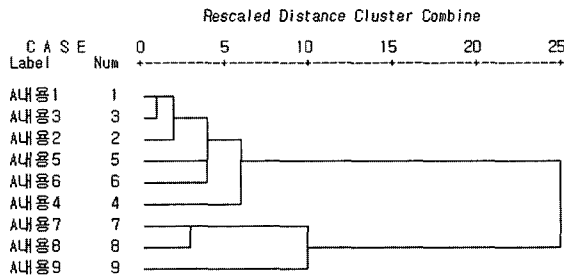 Rescaled Distance Cluster Combine
C A S E 0 5 10 15 20 25
Label Num
A내용1 1
A내용3 3
A내용2 2
A내용5 5
A내용6 6
A내용4 4
A내용7 7
A내용8 8
A내용9 9